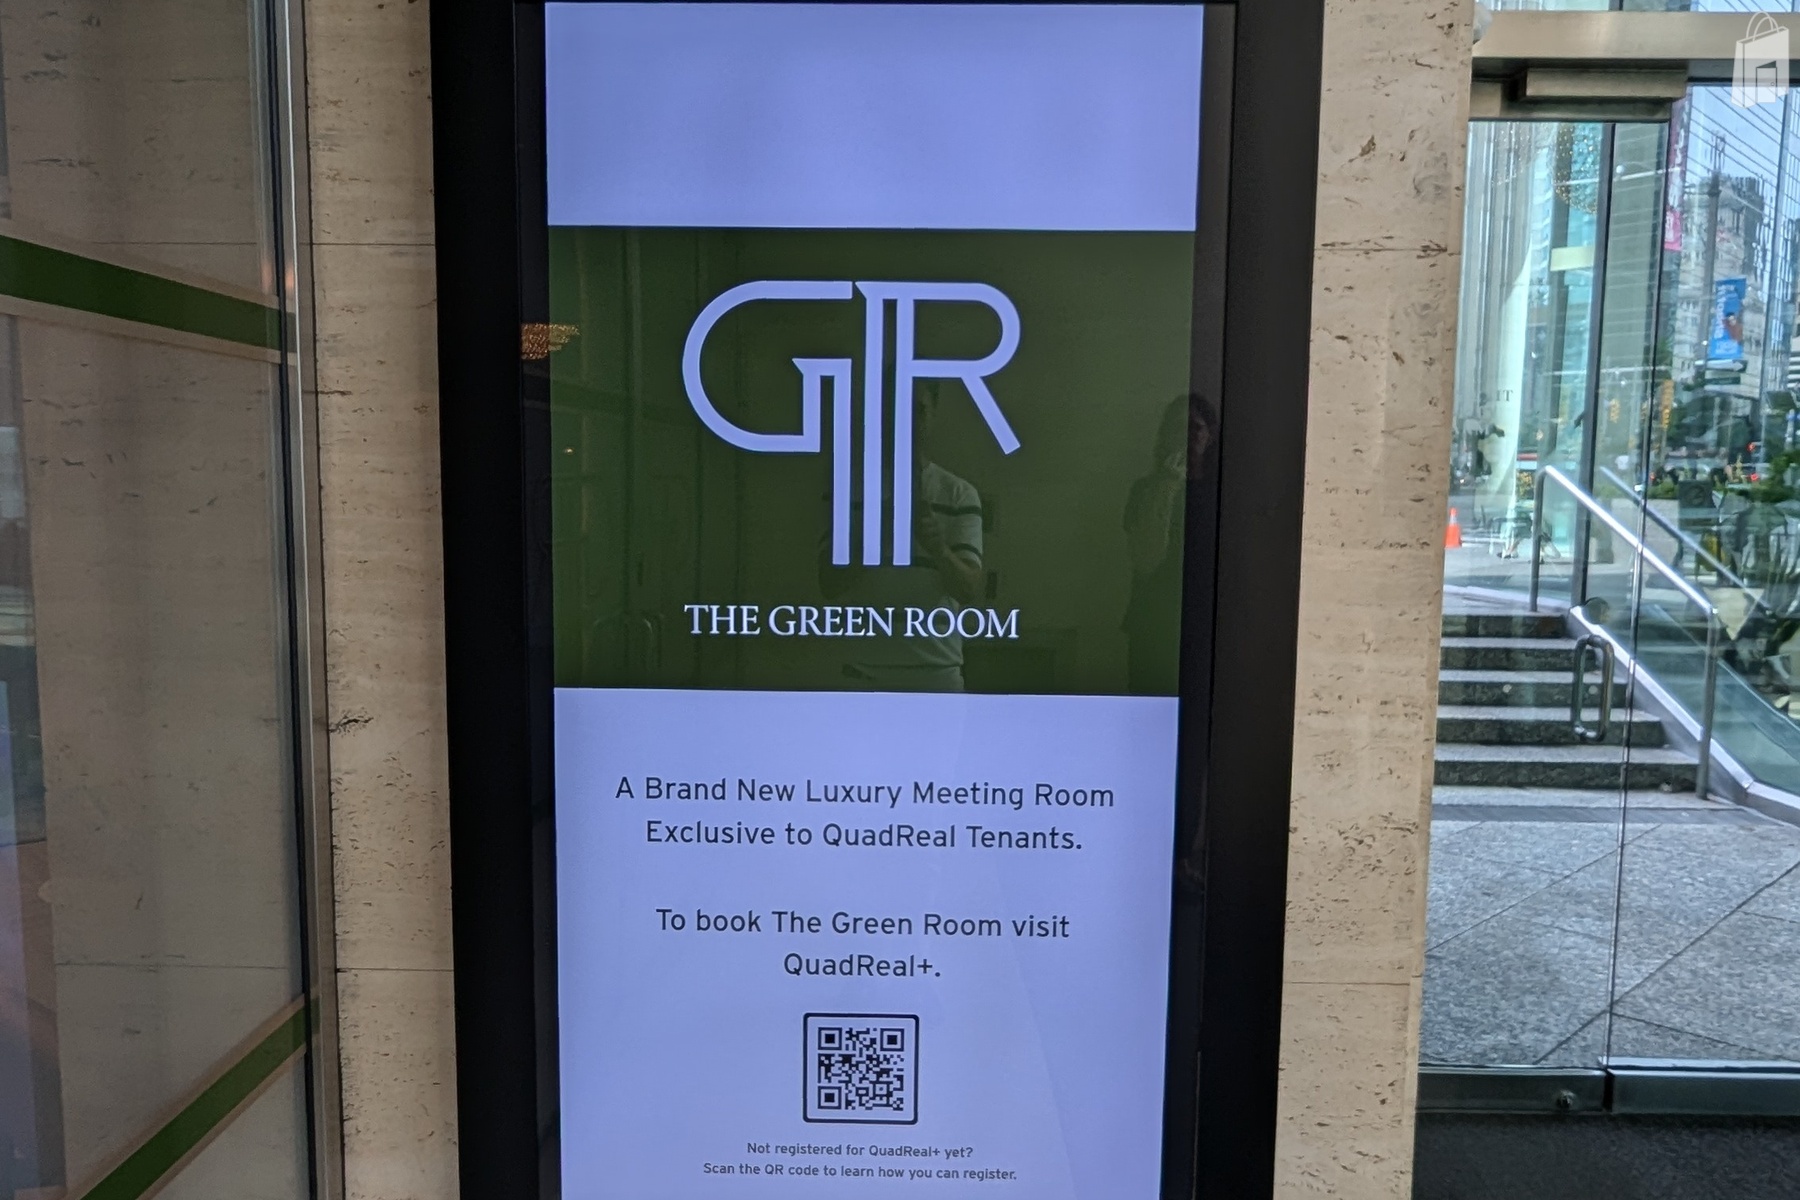 GR
THE GREEN ROOM
A Brand New Luxury Meeting Room
Exclusive to QuadReal Tenants.
To book The Green Room visit
QuadReal+.
Not registered for QuadReal+ yet?
Scan the QR code to learn how you can register.